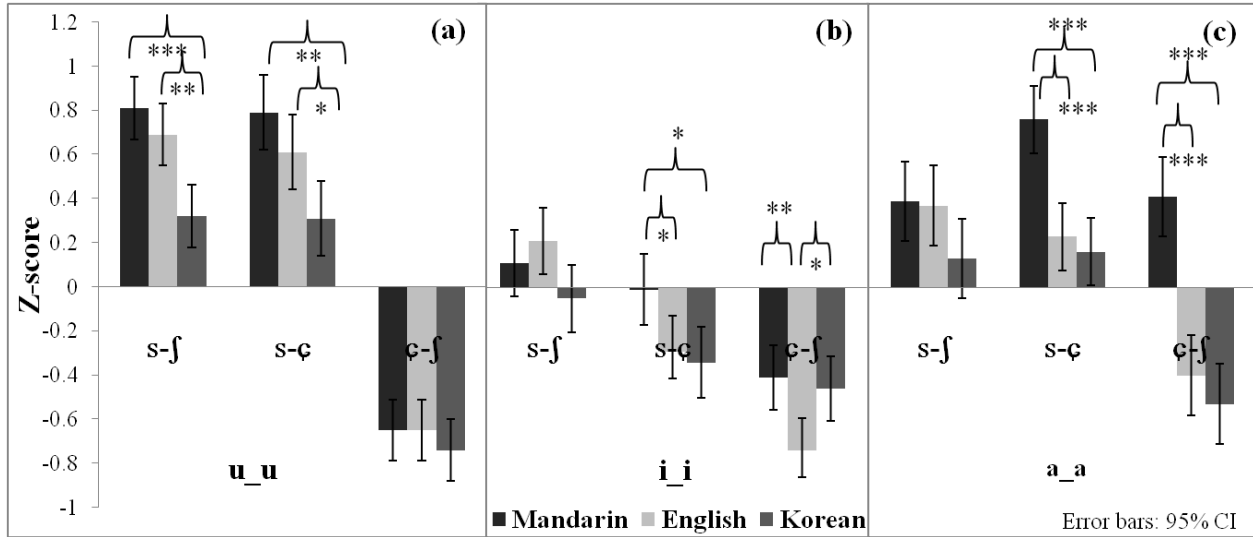 1.2
1
0.8
0.6
0.4
0.2
0
-0.2
-0.4
-0.6
-0.8
-1
Z-score
(a)
***
**
**
*
s-ʃ
s-ɕ
ɕ-ʃ
u_u
(b)
*
*
**
*
s-ʃ
s-ɕ
ɕ-ʃ
i_i
(c)
***
***
***
***
s-ʃ
s-ɕ
ɕ-ʃ
a_a
Mandarin English Korean
Error bars: 95% CI